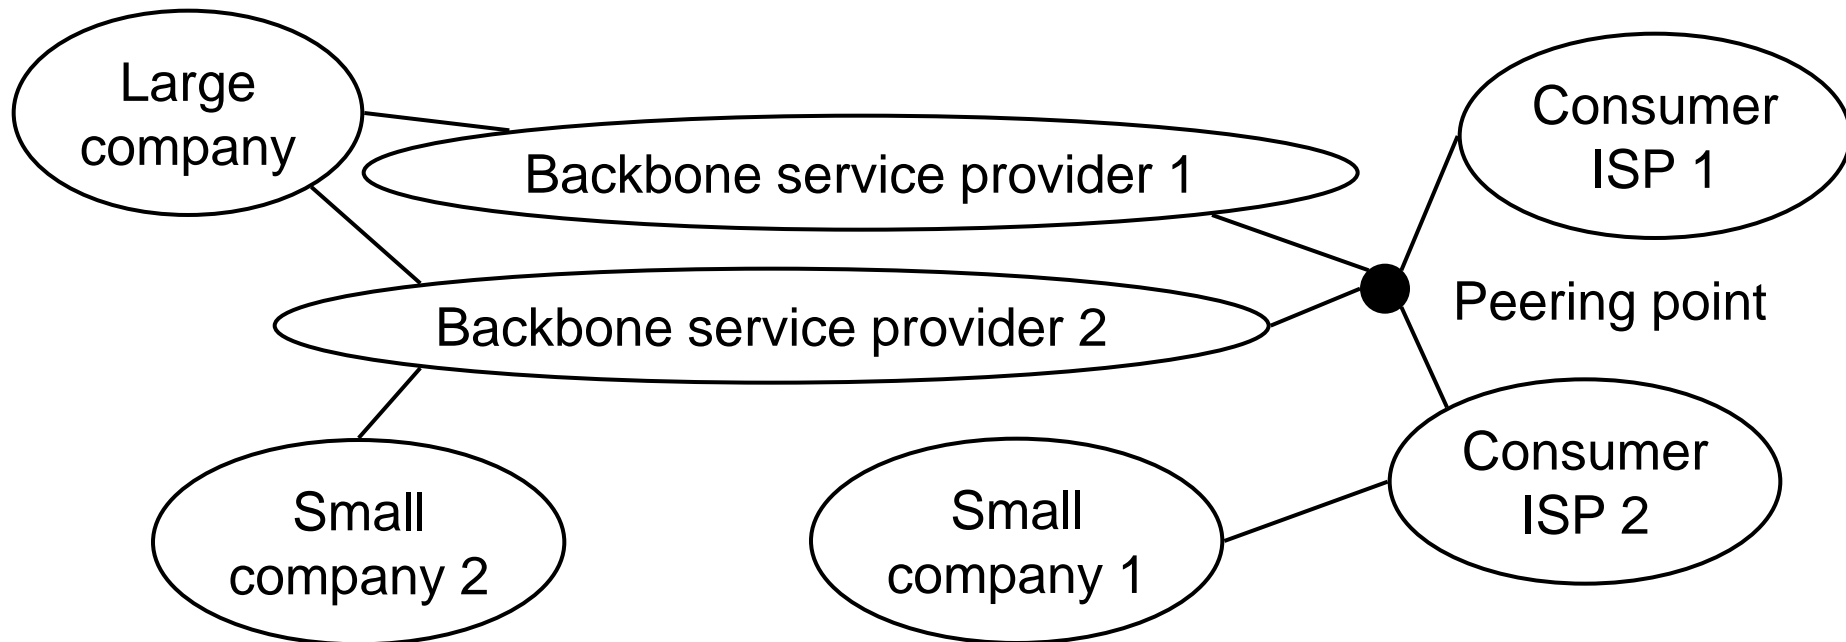 Large
company
Backbone service provider 1
Consumer
ISP 1
Peering point
Backbone service provider 2
Consumer
ISP 2
Small
company 2
Small
company 1